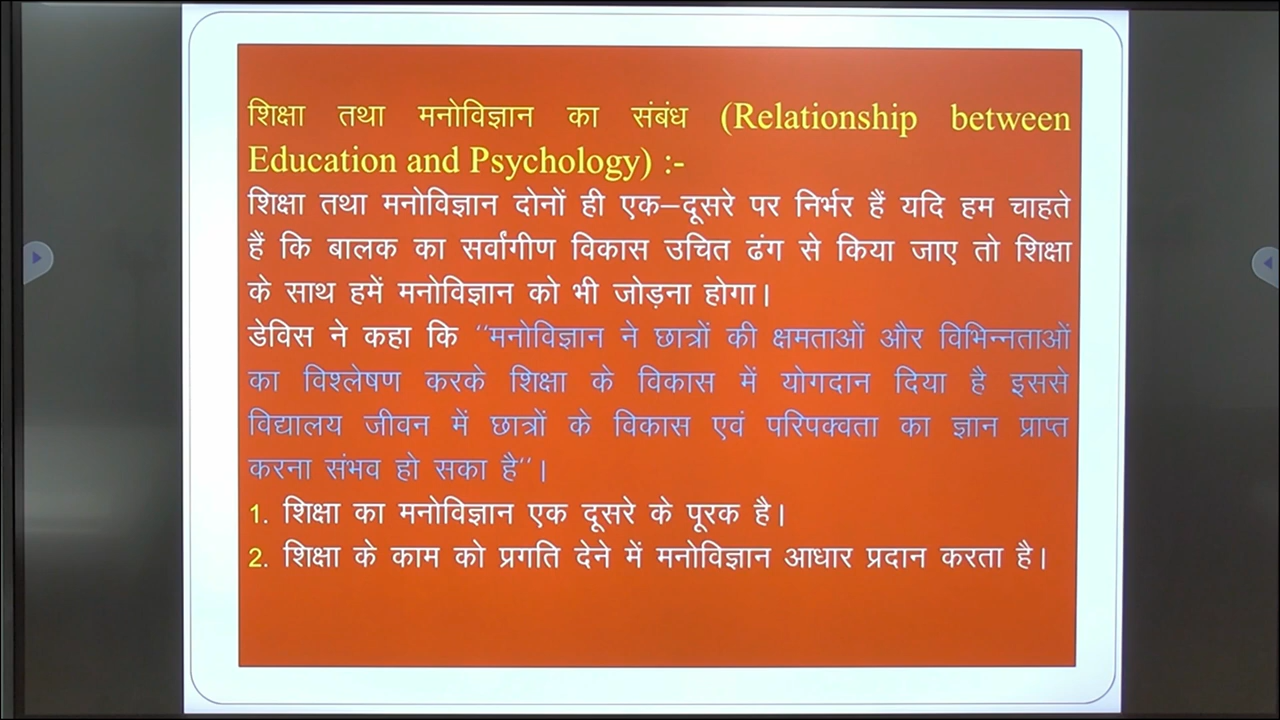 शिक्षा तथा मनोविज्ञान का संबंध (Relationship between
Education and Psychology) :-
शिक्षा तथा मनोविज्ञान दोनों ही एक–दूसरे पर निर्भर हैं यदि हम चाहते
हैं कि बालक का सर्वांगीण विकास उचित ढंग से किया जाए तो शिक्षा
के साथ हमें मनोविज्ञान को भी जोड़ना होगा।
डेविस ने कहा कि ‘‘मनोविज्ञान ने छात्रों की क्षमताओं और विभिन्नताओं
का विश्लेषण करके शिक्षा के विकास में योगदान दिया है इससे
विद्यालय जीवन में छात्रों के विकास एवं परिपक्वता का ज्ञान प्राप्त
करना संभव हो सका है’’।
1. शिक्षा का मनोविज्ञान एक दूसरे के पूरक है।
2. शिक्षा के काम को प्रगति देने में मनोविज्ञान आधार प्रदान करता है।